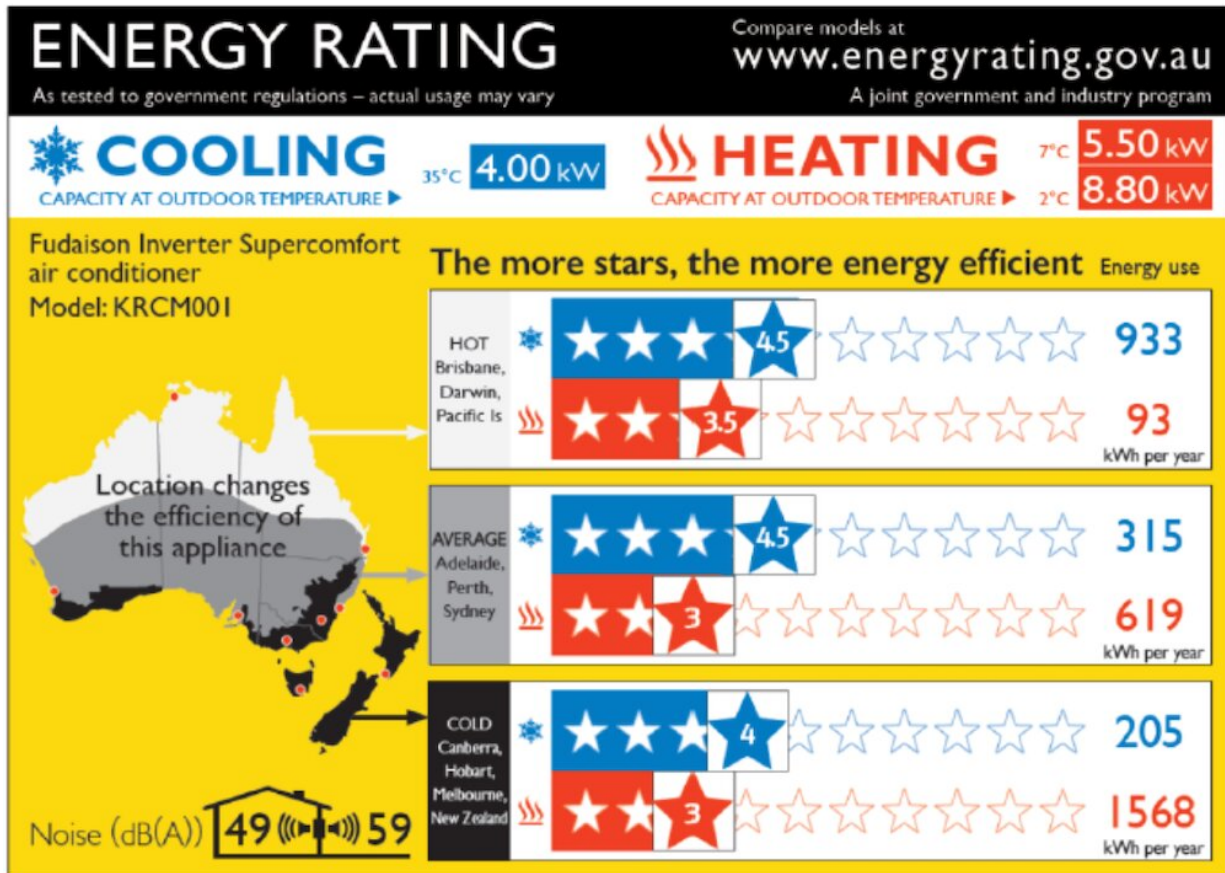 ENERGY RATING
As tested to government regulations – actual usage may vary
Compare models at
www.energyrating.gov.au
A joint government and industry program
COOLING
CAPACITY AT OUTDOOR TEMPERATURE ▶
35°C 4.00 kW
HEATING
CAPACITY AT OUTDOOR TEMPERATURE ▶
7°C 5.50 kW
2°C 8.80 kW
Fudaison Inverter Supercomfort
air conditioner
Model: KRCM001
Location changes
the efficiency of
this appliance
Noise (dB(A)) 49 59
The more stars, the more energy efficient Energy use
HOT
Brisbane,
Darwin,
Pacific Is
4.5 933
3.5 93
kWh per year
AVERAGE
Adelaide,
Perth,
Sydney
4.5 315
3 619
kWh per year
COLD
Canberra,
Hobart,
Melbourne,
New Zealand
4 205
3 1568
kWh per year